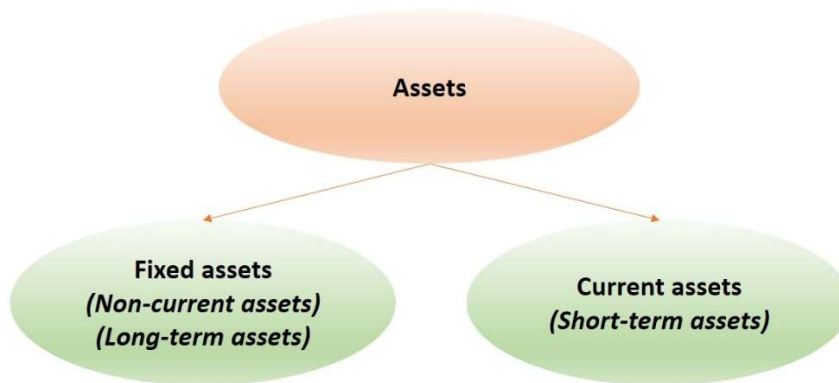 Assets
Fixed assets
(Non-current assets)
(Long-term assets)
Current assets
(Short-term assets)